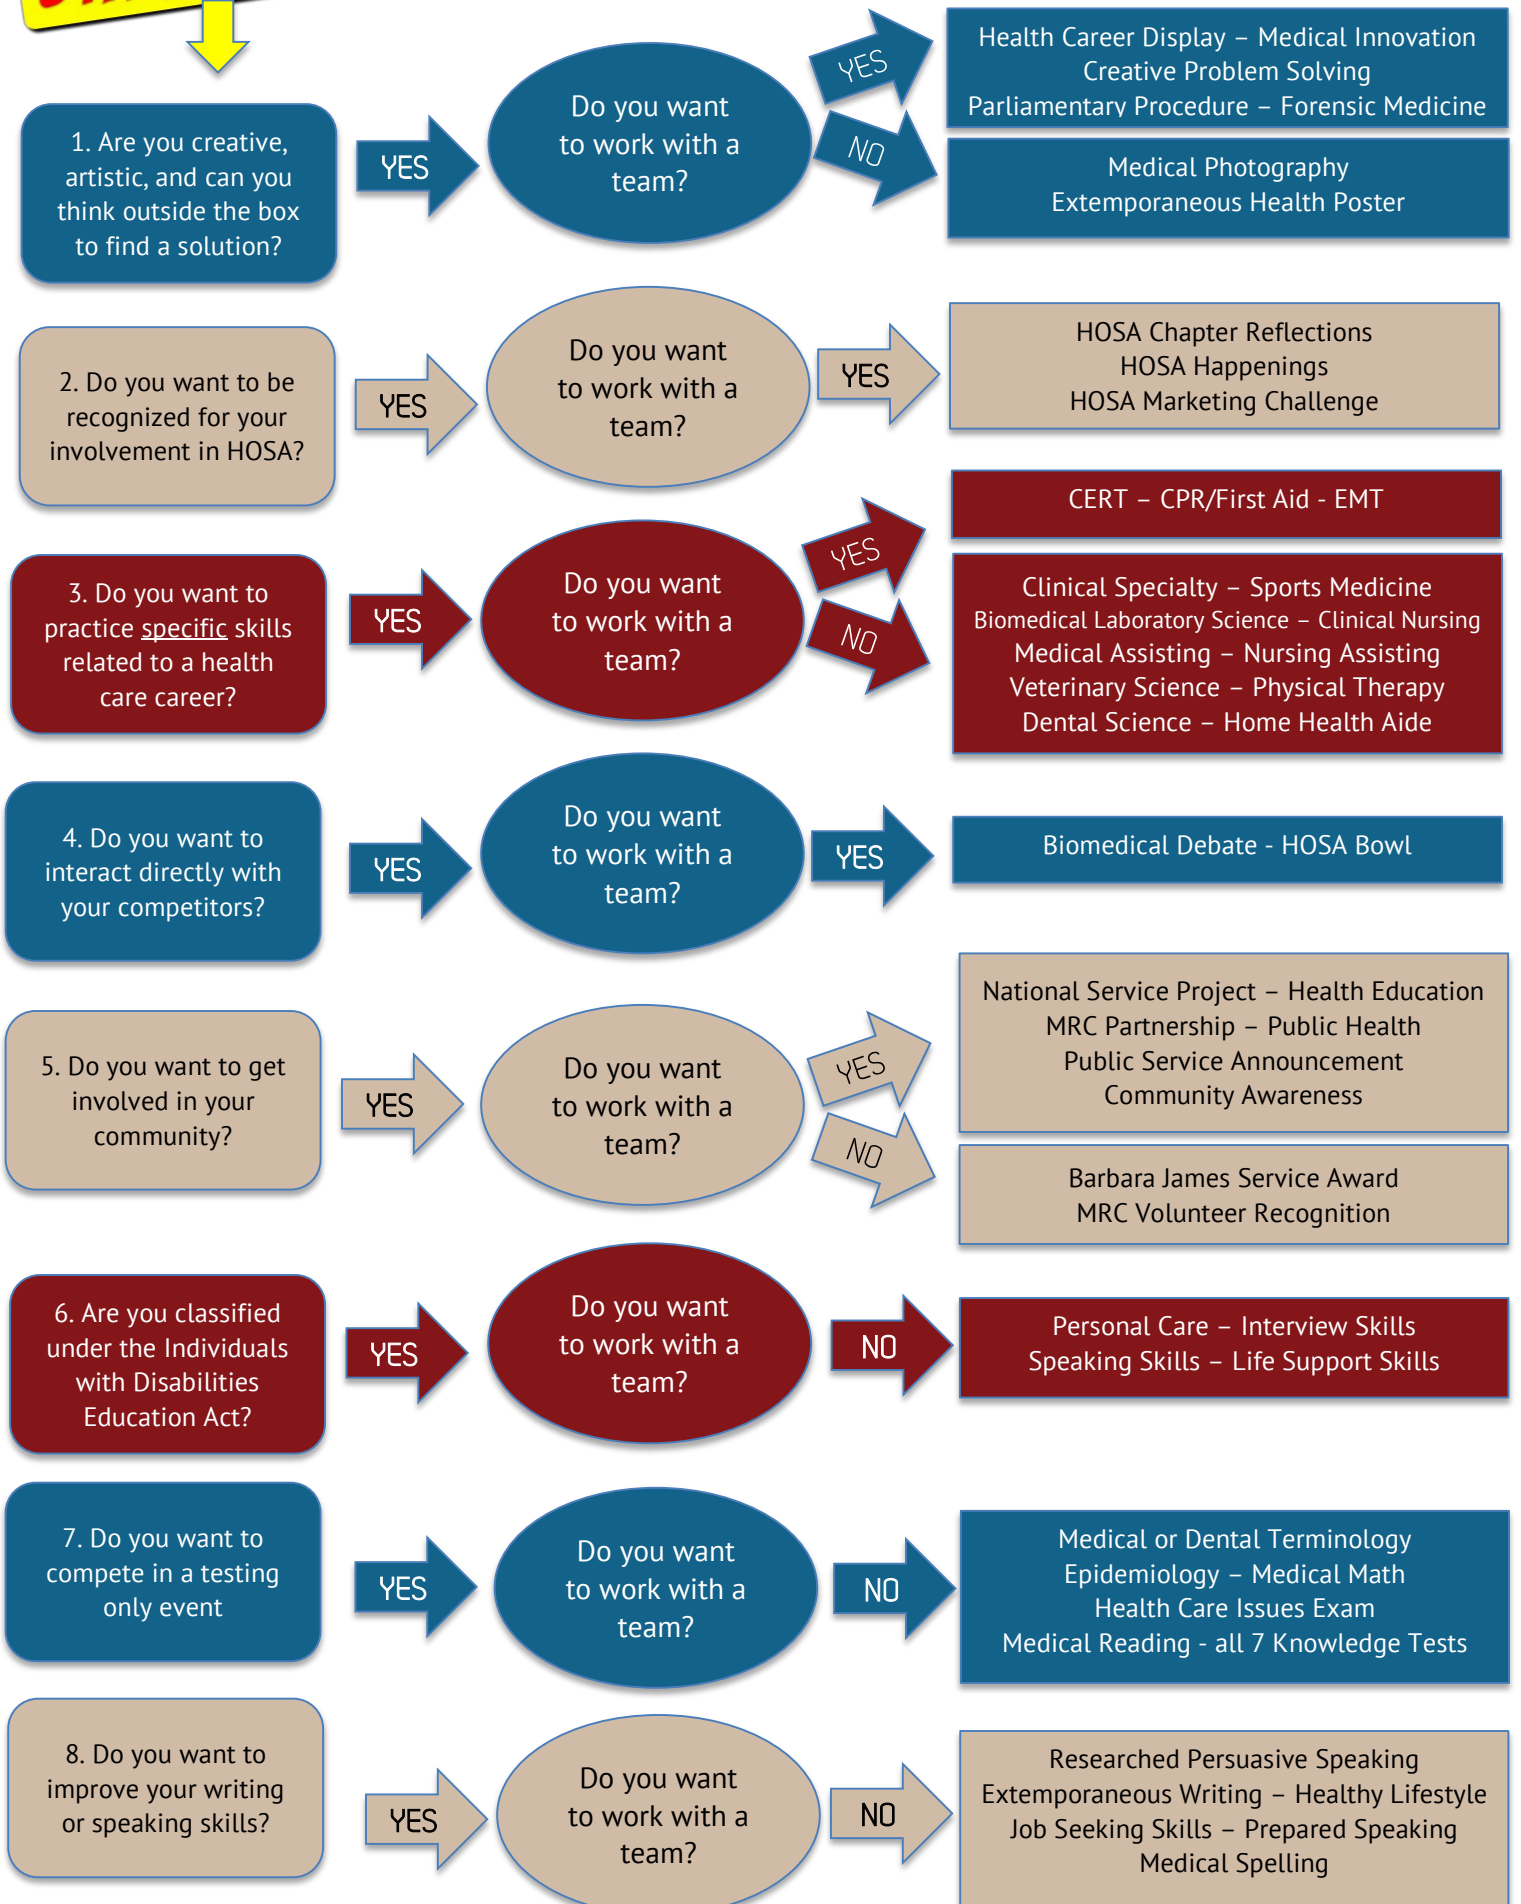 1. Are you creative,
artistic, and can you
think outside the box
to find a solution?
YES
Do you want
to work with a
team?
YES
Health Career Display – Medical Innovation
Creative Problem Solving
Parliamentary Procedure – Forensic Medicine
NO
Medical Photography
Extemporaneous Health Poster
2. Do you want to be
recognized for your
involvement in HOSA?
YES
Do you want
to work with a
team?
YES
HOSA Chapter Reflections
HOSA Happenings
HOSA Marketing Challenge
3. Do you want to
practice specific skills
related to a health
care career?
YES
Do you want
to work with a
team?
YES
CERT – CPR/First Aid - EMT
NO
Clinical Specialty – Sports Medicine
Biomedical Laboratory Science – Clinical Nursing
Medical Assisting – Nursing Assisting
Veterinary Science – Physical Therapy
Dental Science – Home Health Aide
4. Do you want to
interact directly with
your competitors?
YES
Do you want
to work with a
team?
YES
Biomedical Debate - HOSA Bowl
5. Do you want to get
involved in your
community?
YES
Do you want
to work with a
team?
YES
National Service Project – Health Education
MRC Partnership – Public Health
Public Service Announcement
Community Awareness
NO
Barbara James Service Award
MRC Volunteer Recognition
6. Are you classified
under the Individuals
with Disabilities
Education Act?
YES
Do you want
to work with a
team?
NO
Personal Care – Interview Skills
Speaking Skills – Life Support Skills
7. Do you want to
compete in a testing
only event
YES
Do you want
to work with a
team?
NO
Medical or Dental Terminology
Epidemiology – Medical Math
Health Care Issues Exam
Medical Reading - all 7 Knowledge Tests
8. Do you want to
improve your writing
or speaking skills?
YES
Do you want
to work with a
team?
NO
Researched Persuasive Speaking
Extemporaneous Writing – Healthy Lifestyle
Job Seeking Skills – Prepared Speaking
Medical Spelling